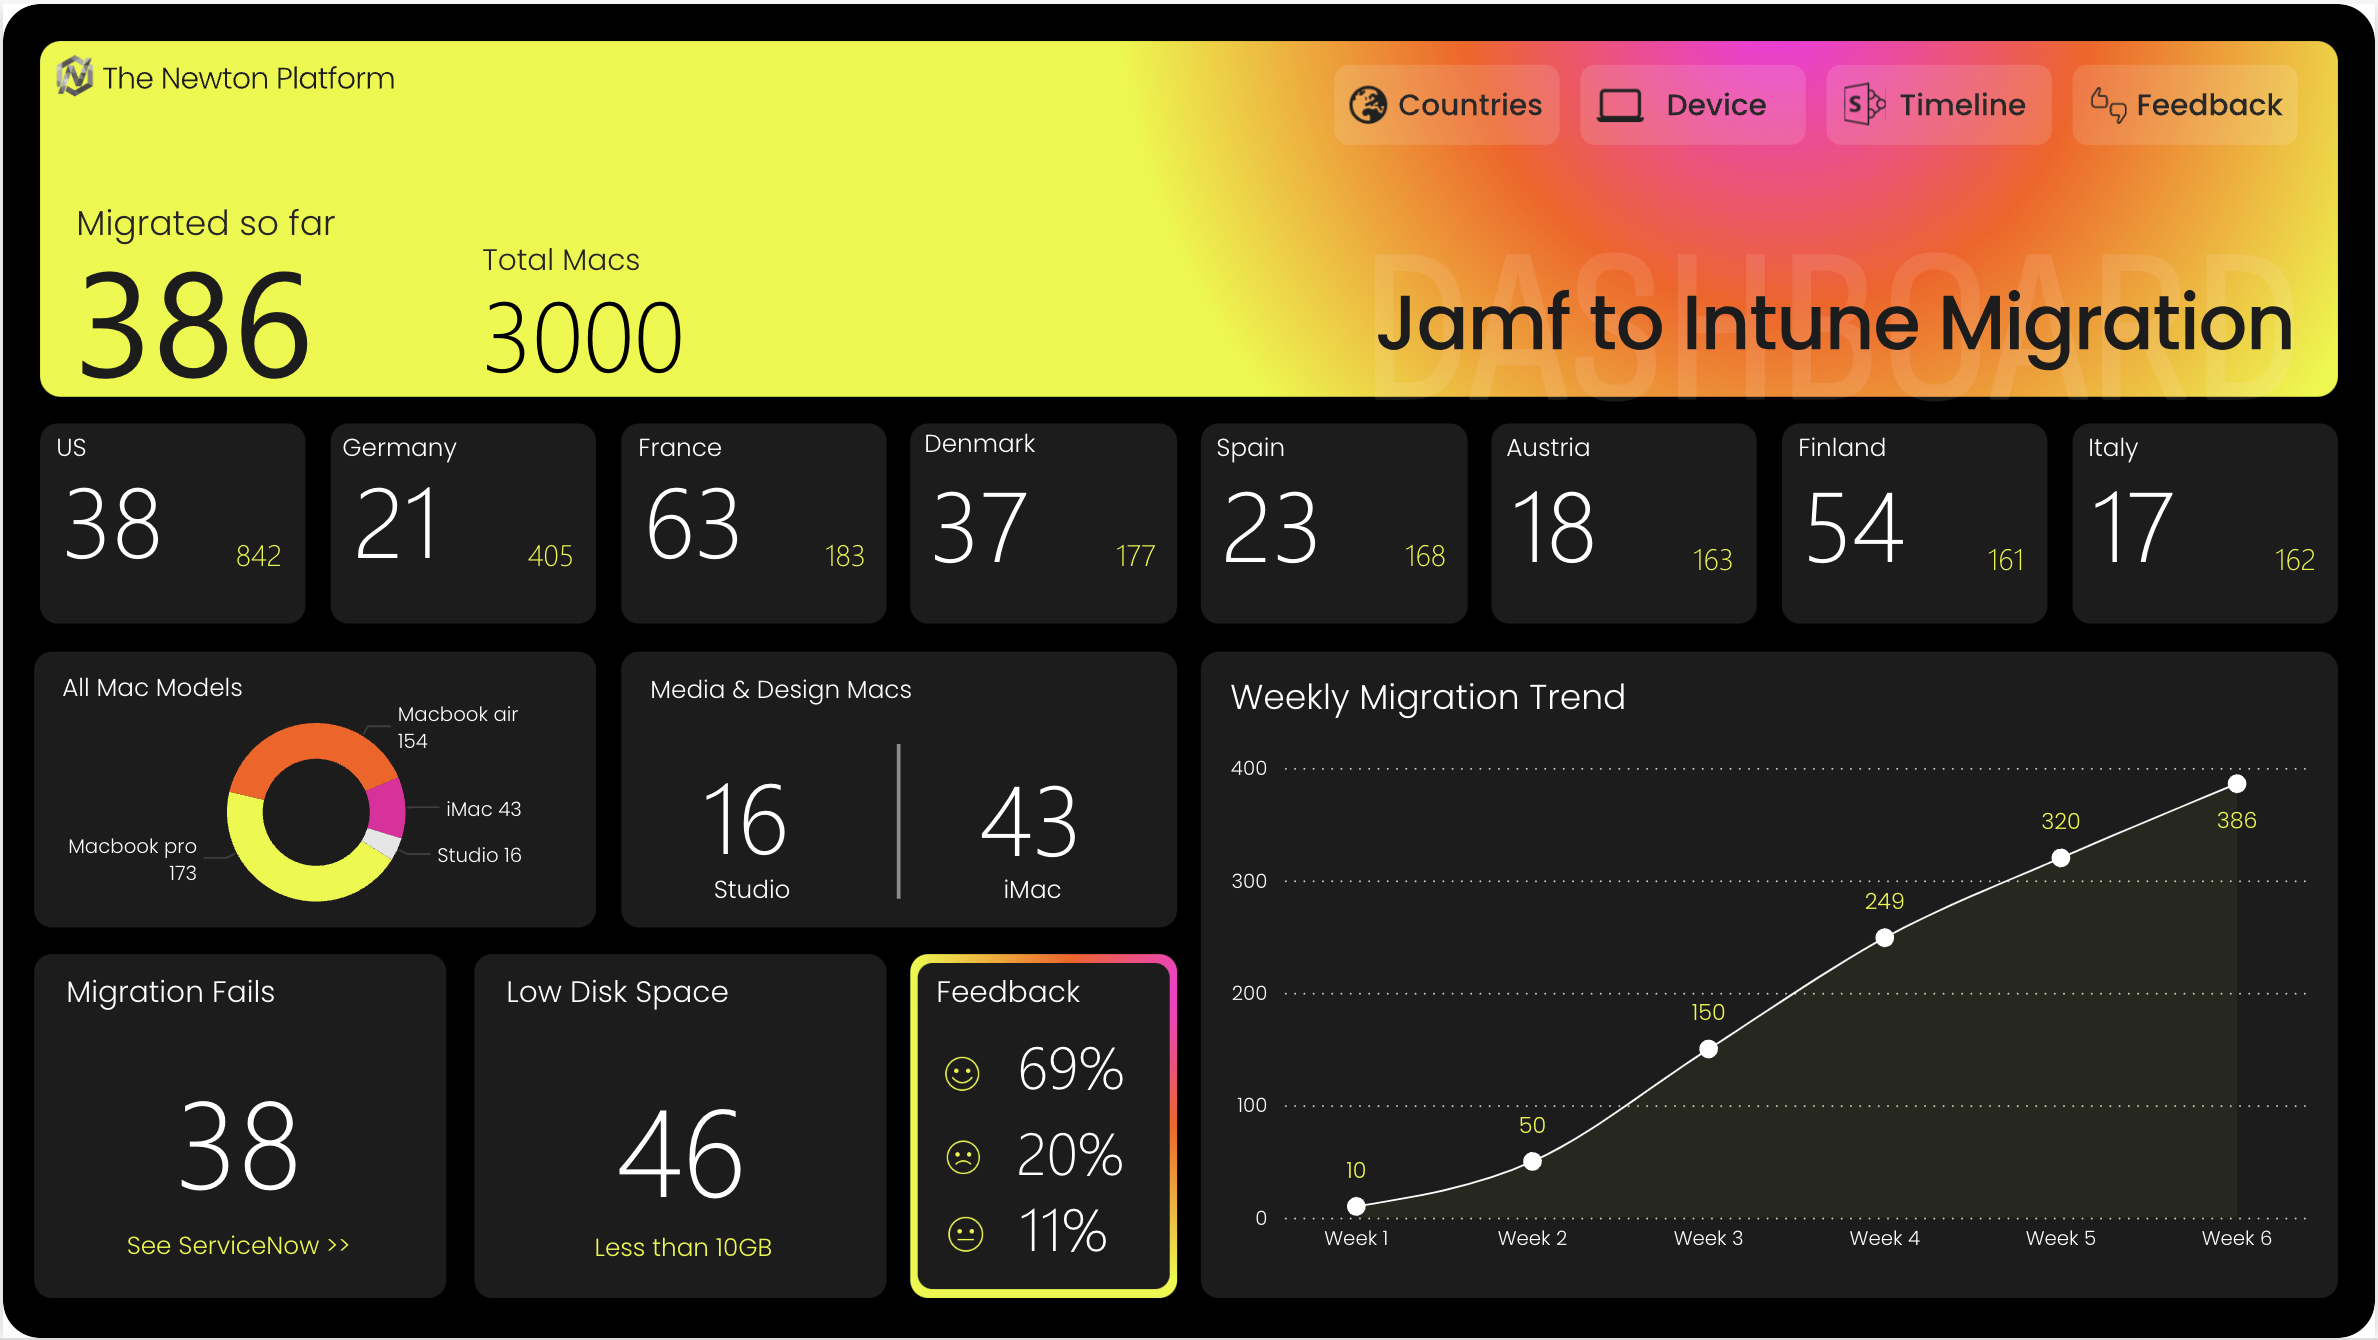 The Newton Platform
Countries
Device
Timeline
Feedback
Migrated so far
386
Total Macs
3000
DASHBOARD
Jamf to Intune Migration
US
38
842
Germany
21
405
France
63
183
Denmark
37
177
Spain
23
168
Austria
18
163
Finland
54
161
Italy
17
162
All Mac Models
Macbook air
154
iMac 43
Studio 16
Macbook pro
173
Media & Design Macs
16
Studio
43
iMac
Weekly Migration Trend
400
300
200
100
0
10
50
150
249
320
386
Week 1
Week 2
Week 3
Week 4
Week 5
Week 6
Migration Fails
38
See ServiceNow >>
Low Disk Space
46
Less than 10GB
Feedback
69%
20%
11%